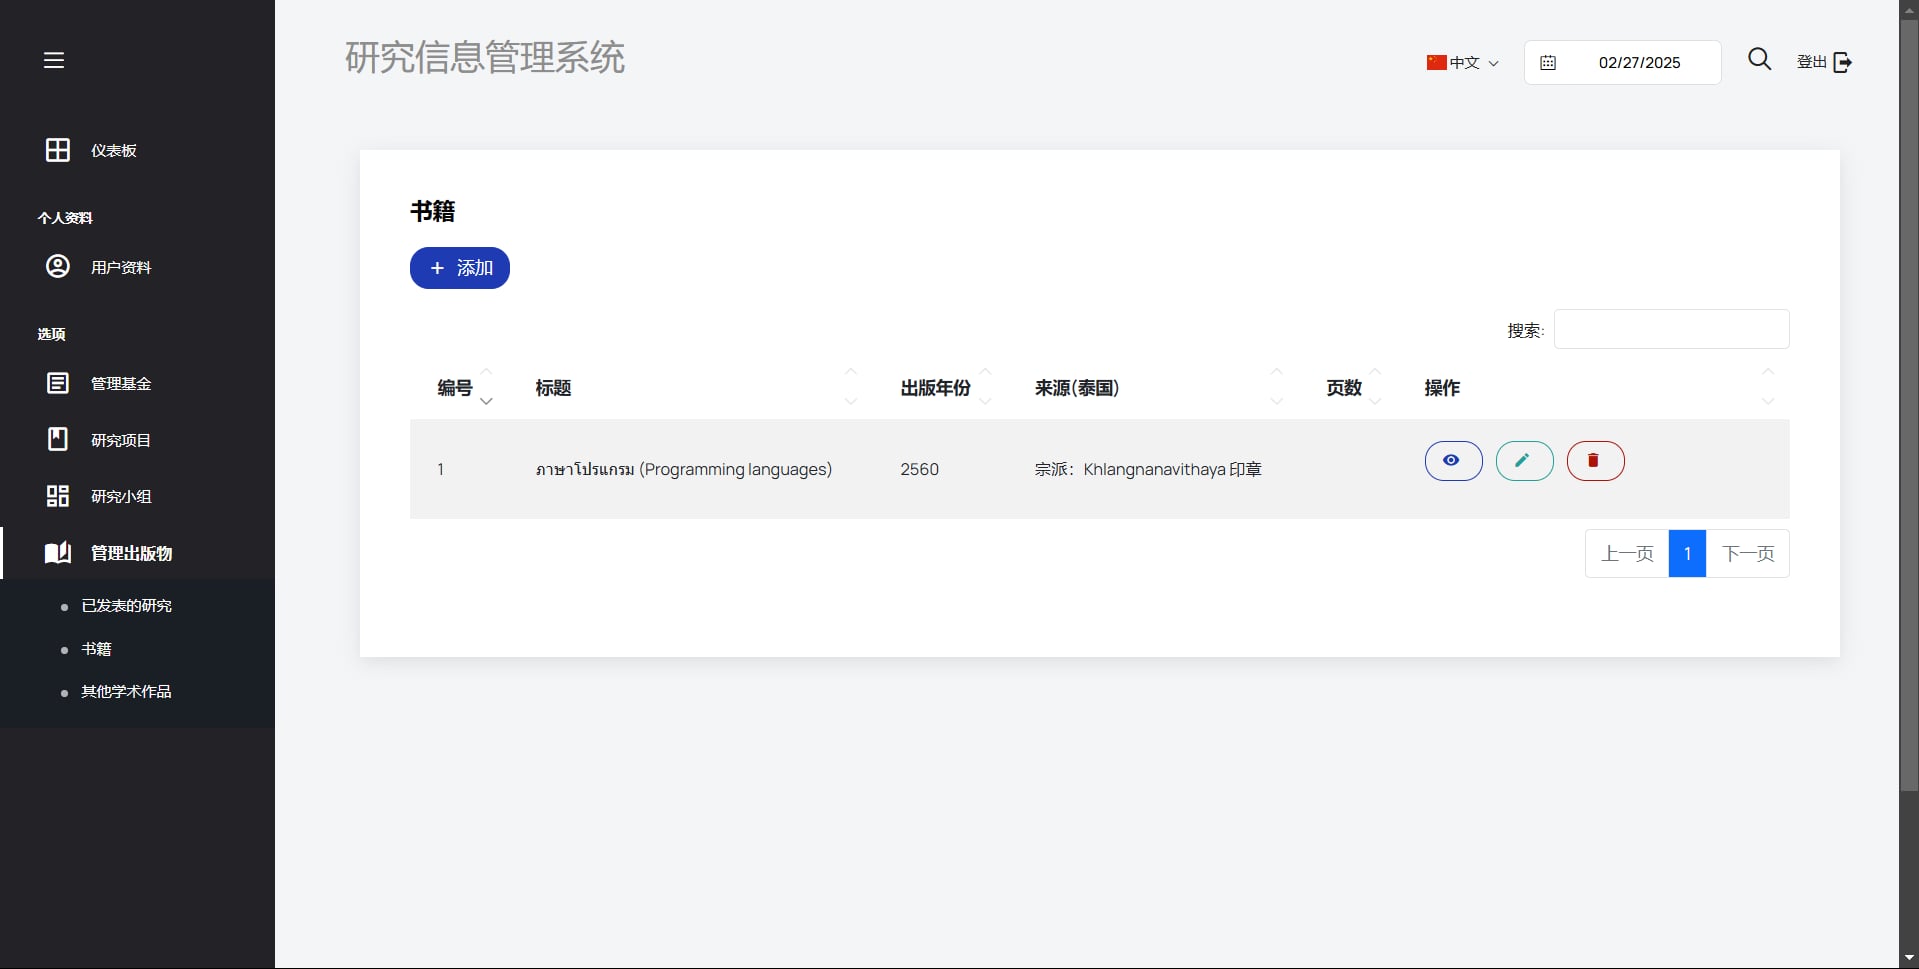 研究信息管理系统
中文
02/27/2025
登出
仪表板
个人资料
用户资料
选项
管理基金
研究项目
研究小组
管理出版物
已发表的研究
书籍
其他学术作品
书籍
+ 添加
搜索:
编号 标题 出版年份 来源(泰国) 页数 操作
1 ภาษาโปรแกรม (Programming languages) 2560 宗派：Khlangnanavithaya 印章
上一页 1 下一页